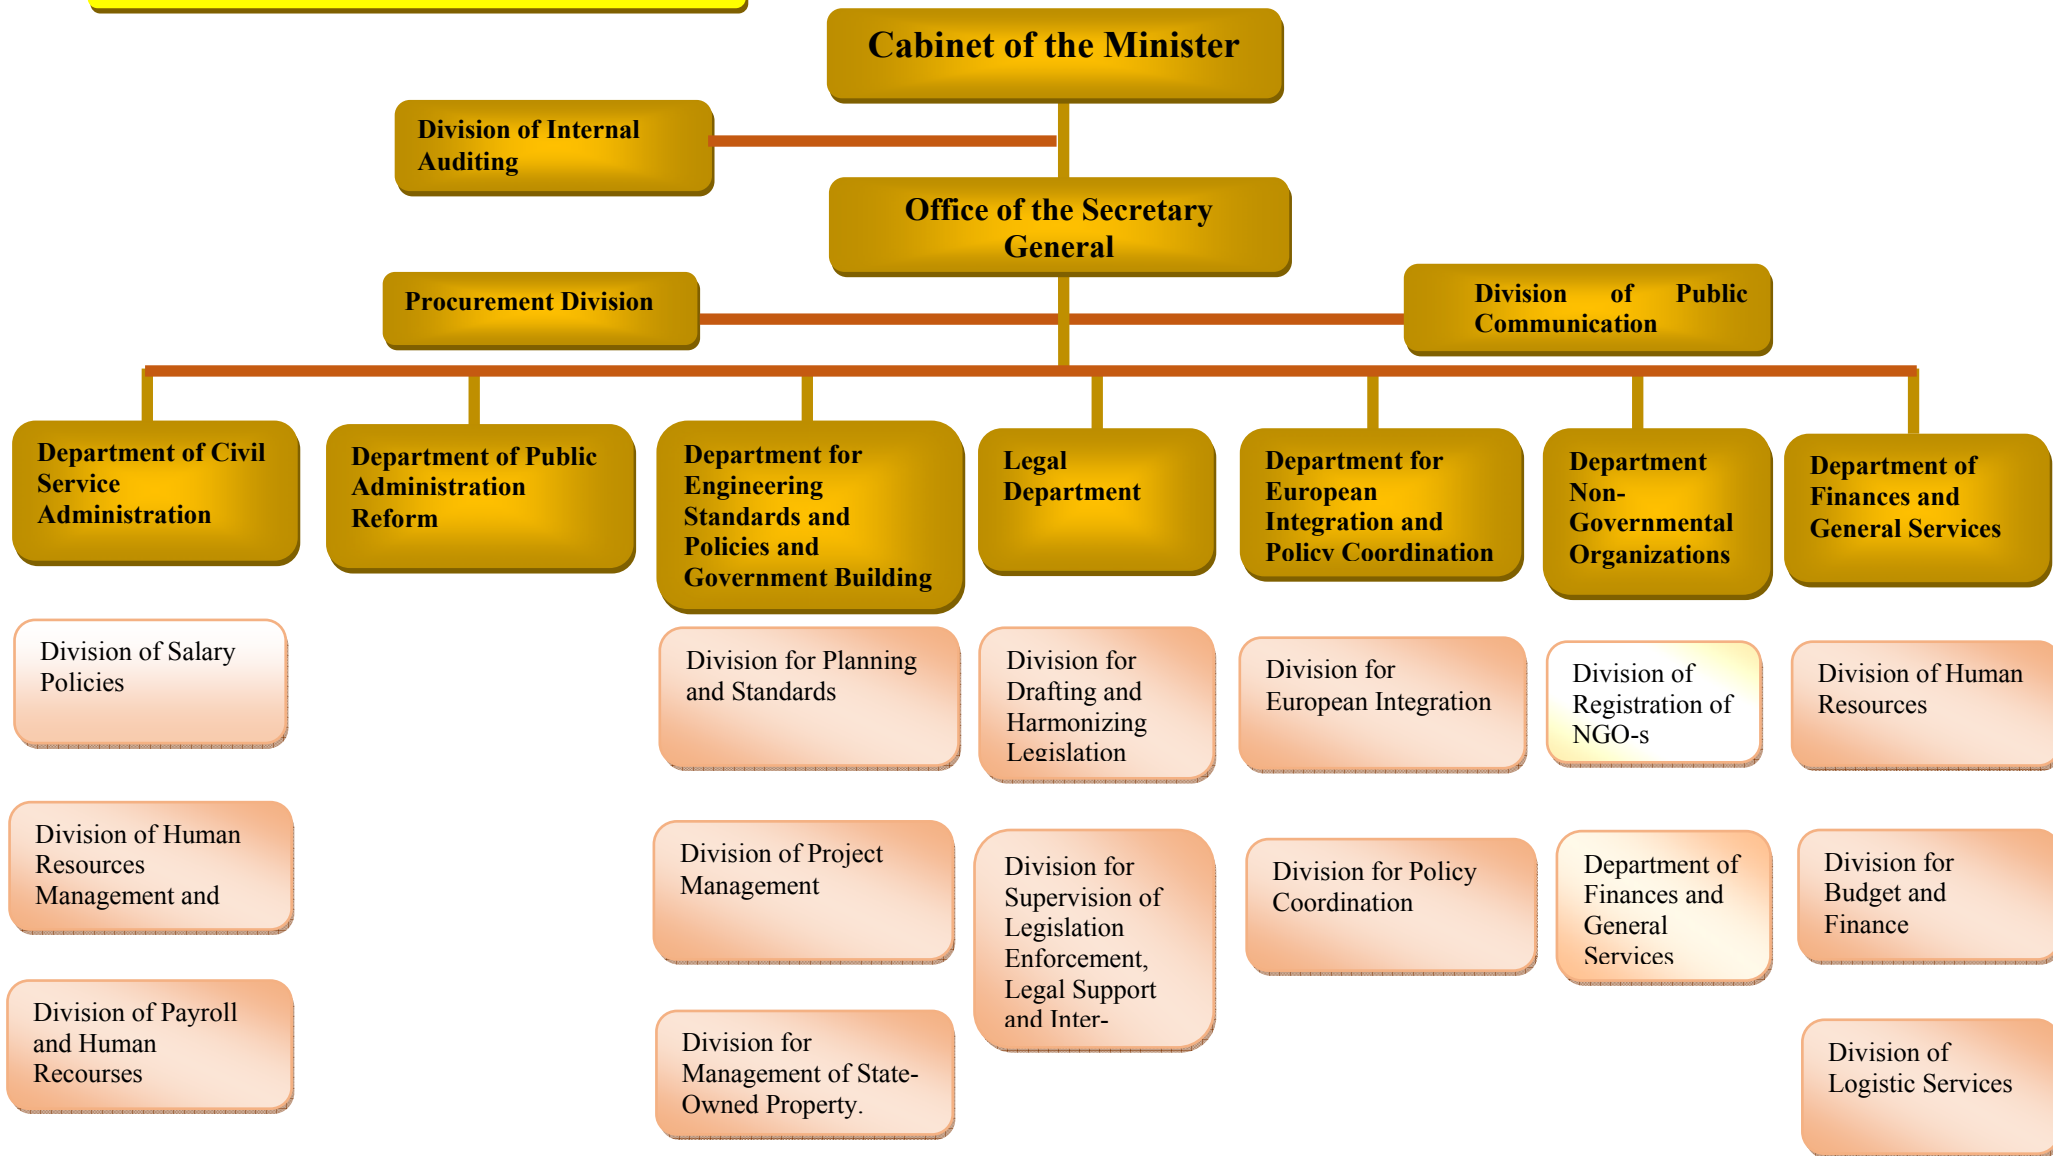 Cabinet of the Minister
Division of Internal
Auditing
Office of the Secretary
General
Procurement Division
Division of Public
Communication
Department of Civil
Service
Administration
Department of Public
Administration
Reform
Department for
Engineering
Standards and
Policies and
Government Building
Legal
Department
Department for
European
Integration and
Policy Coordination
Department
Non-
Governmental
Organizations
Department of
Finances and
General Services
Division of Salary
Policies
Division of Human
Resources
Management and
Division of Payroll
and Human
Recourses
Division for Planning
and Standards
Division of Project
Management
Division for
Management of State-
Owned Property.
Division for
Drafting and
Harmonizing
Legislation
Division for
Supervision of
Legislation
Enforcement,
Legal Support
and Inter-
Division for
European Integration
Division for Policy
Coordination
Division of
Registration of
NGO-s
Department of
Finances and
General
Services
Division of Human
Resources
Division for
Budget and
Finance
Division of
Logistic Services